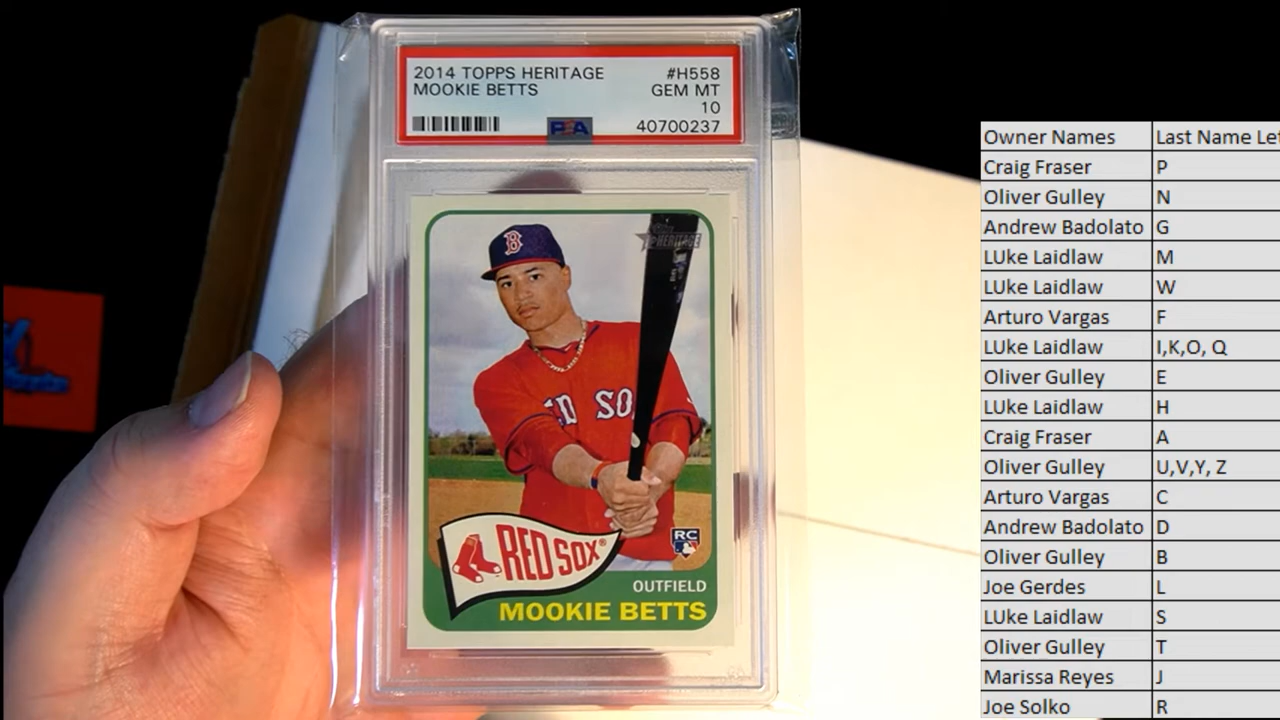 2014 TOPPS HERITAGE #H558
MOOKIE BETTS GEM MT
10
PSA 40700237
HERITAGE
B
ED SO
RED SOX®
RC
OUTFIELD
MOOKIE BETTS
Owner Names Last Name Let
Craig Fraser P
Oliver Gulley N
Andrew Badolato G
LUke Laidlaw M
LUke Laidlaw W
Arturo Vargas F
LUke Laidlaw I,K,O, Q
Oliver Gulley E
LUke Laidlaw H
Craig Fraser A
Oliver Gulley U,V,Y, Z
Arturo Vargas C
Andrew Badolato D
Oliver Gulley B
Joe Gerdes L
LUke Laidlaw S
Oliver Gulley T
Marissa Reyes J
Joe Solko R